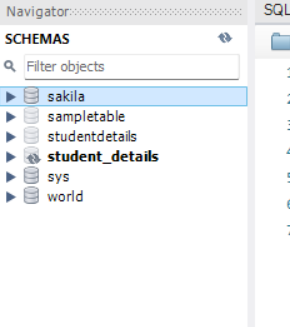 Navigator
SQL
SCHEMAS
Filter objects
sakila
sampletable
studentdetails
student_details
sys
world